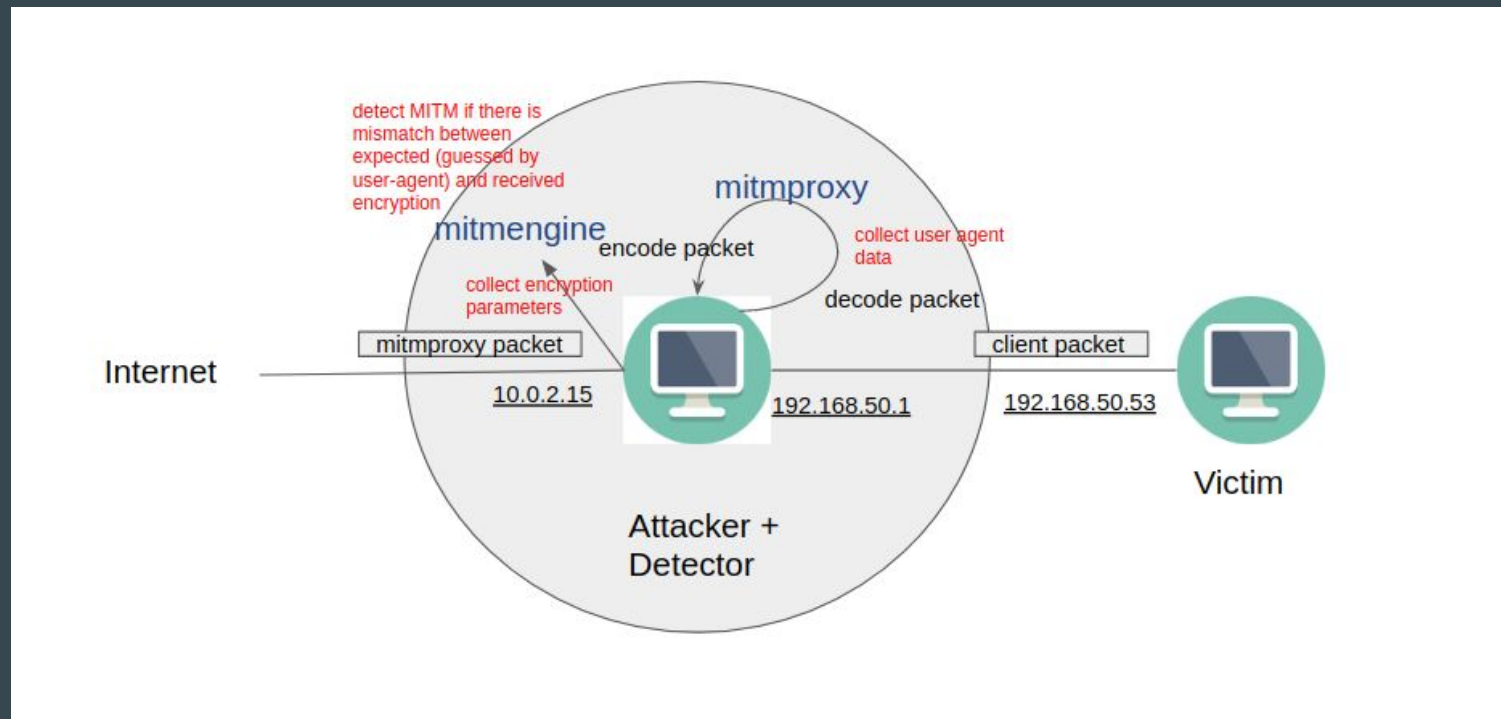 detect MITM if there is
mismatch between
expected (guessed by
user-agent) and received
encryption
mitmproxy
mitmengine
encode packet
collect user agent
data
collect encryption
parameters
decode packet
mitmproxy packet
client packet
Internet
10.0.2.15
192.168.50.1
192.168.50.53
Victim
Attacker +
Detector